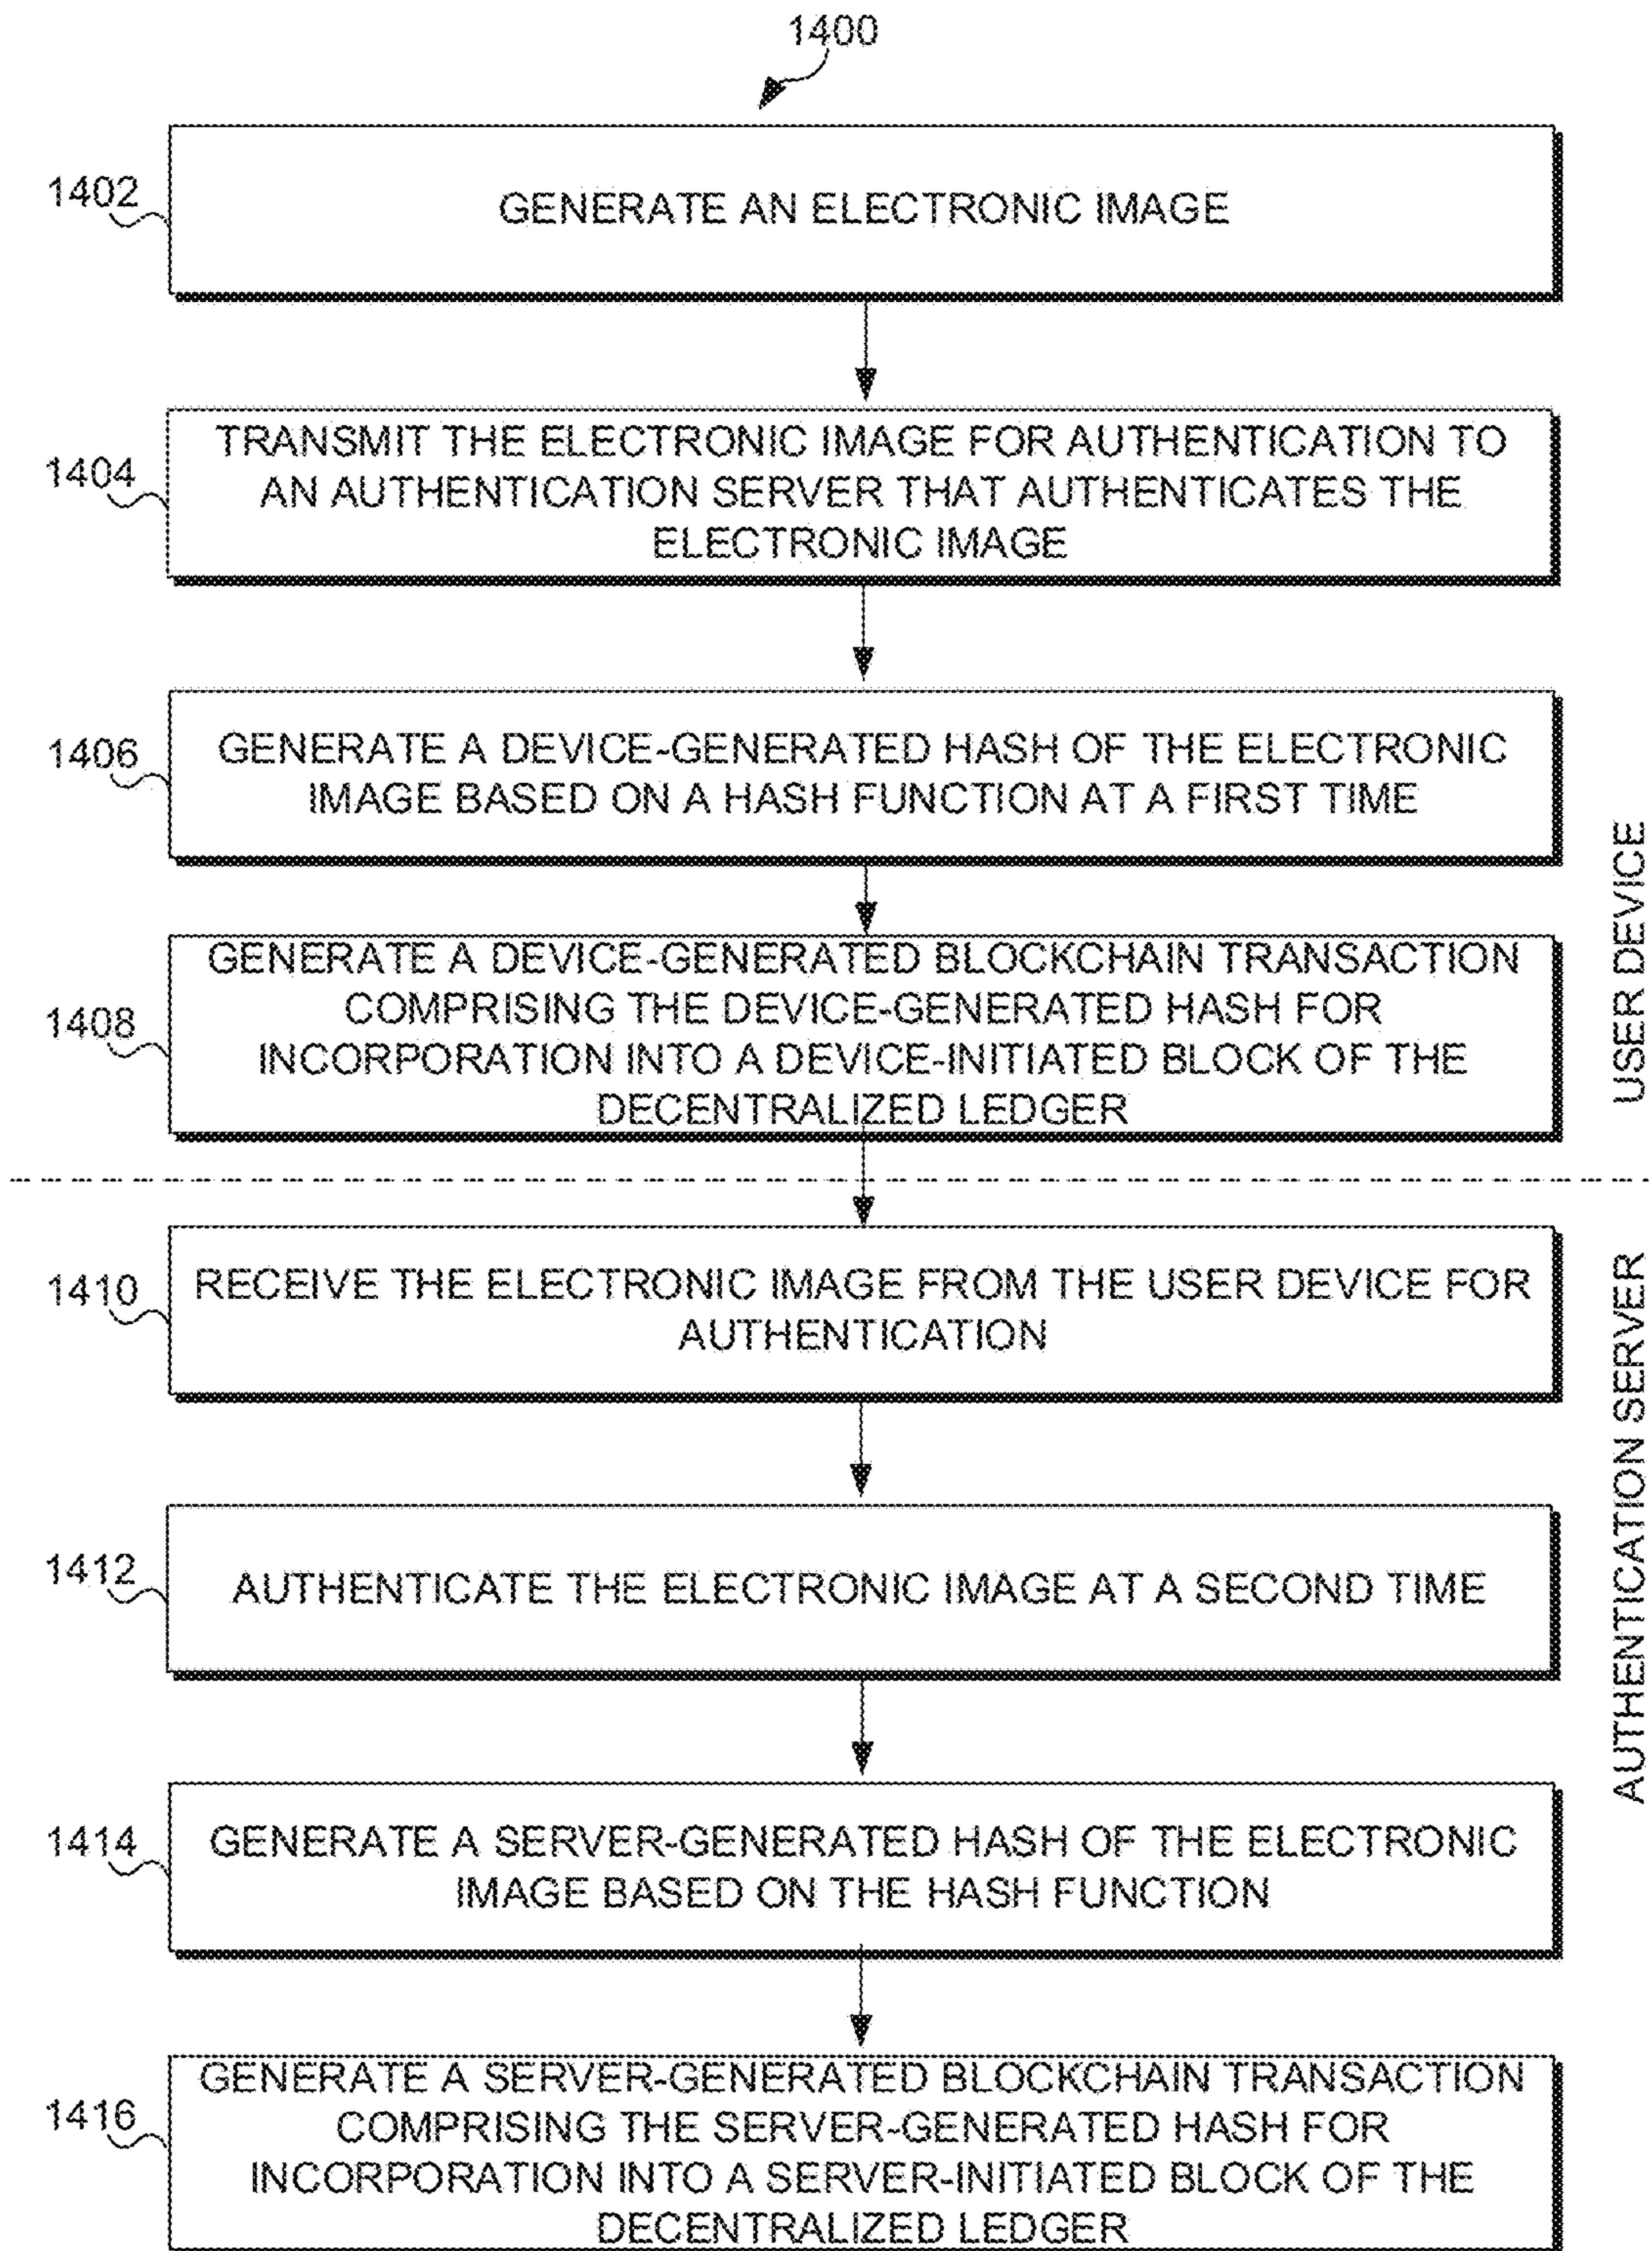 1400
1402
GENERATE AN ELECTRONIC IMAGE
1404
TRANSMIT THE ELECTRONIC IMAGE FOR AUTHENTICATION TO
AN AUTHENTICATION SERVER THAT AUTHENTICATES THE
ELECTRONIC IMAGE
1406
GENERATE A DEVICE-GENERATED HASH OF THE ELECTRONIC
IMAGE BASED ON A HASH FUNCTION AT A FIRST TIME
1408
GENERATE A DEVICE-GENERATED BLOCKCHAIN TRANSACTION
COMPRISING THE DEVICE-GENERATED HASH FOR
INCORPORATION INTO A DEVICE-INITIATED BLOCK OF THE
DECENTRALIZED LEDGER
USER DEVICE
1410
RECEIVE THE ELECTRONIC IMAGE FROM THE USER DEVICE FOR
AUTHENTICATION
1412
AUTHENTICATE THE ELECTRONIC IMAGE AT A SECOND TIME
1414
GENERATE A SERVER-GENERATED HASH OF THE ELECTRONIC
IMAGE BASED ON THE HASH FUNCTION
1416
GENERATE A SERVER-GENERATED BLOCKCHAIN TRANSACTION
COMPRISING THE SERVER-GENERATED HASH FOR
INCORPORATION INTO A SERVER-INITIATED BLOCK OF THE
DECENTRALIZED LEDGER
AUTHENTICATION SERVER